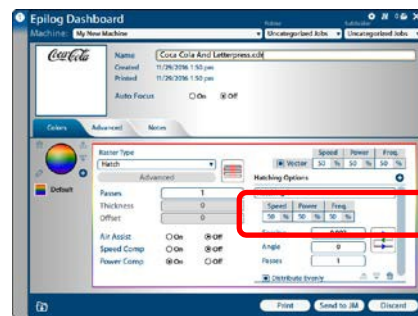 Epilog Dashboard
Machine: My New Machine
Uncategorized Jobs
Uncategorized Jobs
Coca-Cola
Name Coca Cola And Letterpress.cdr
Created 11/29/2016 1:50 pm
Printed 11/29/2016 1:50 pm
Auto Focus On Off
Colors Advanced Notes
Default
Raster Type
Hatch
Advanced
Passes 1
Thickness 0
Offset 0
Air Assist On Off
Speed Comp On Off
Power Comp On Off
Speed Power Freq.
Vector 50 % 50 % 50 %
Hatching Options
Speed Power Freq.
50 % 50 % 50 %
Angle 0
Passes 1
Distribute Evenly
Print Send to JM Discard